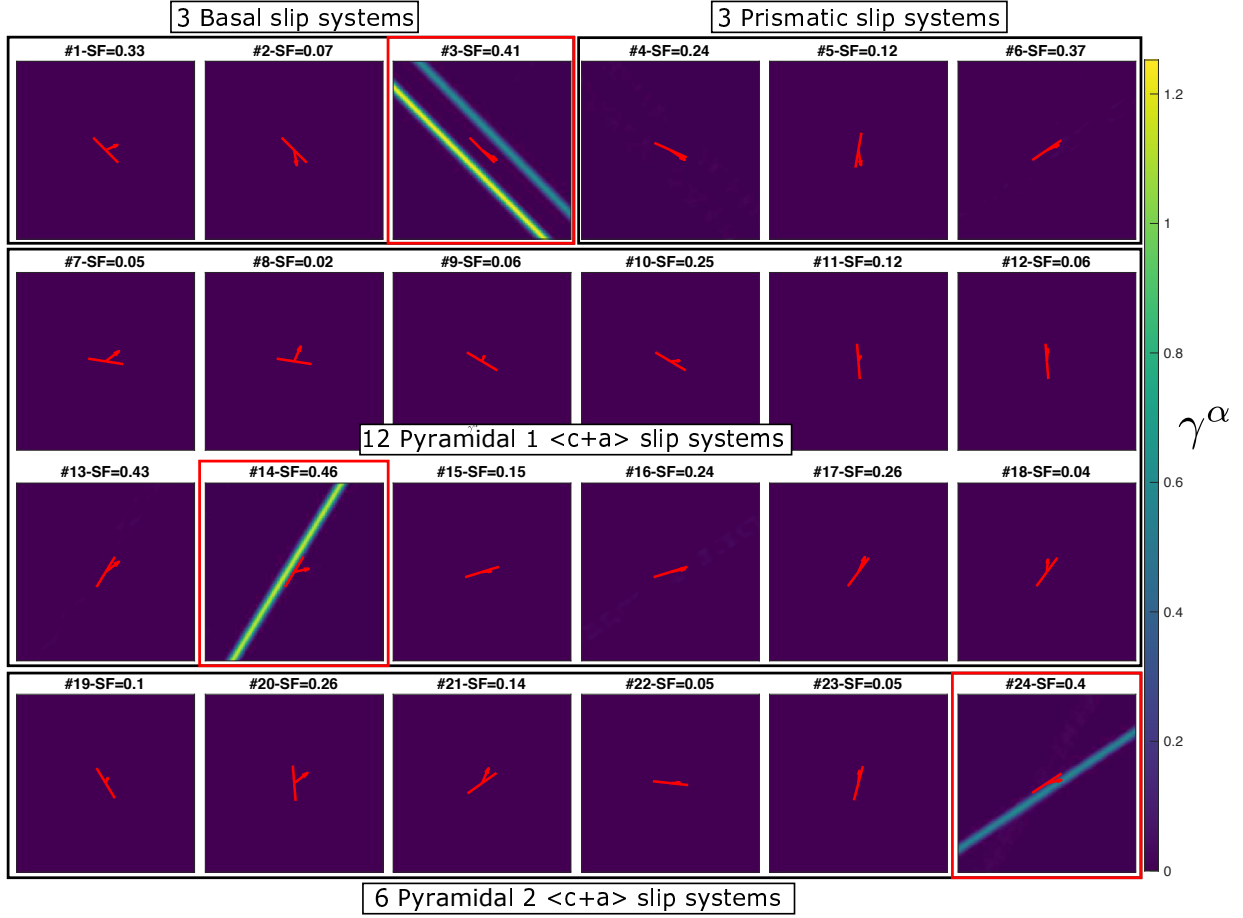 3 Basal slip systems
3 Prismatic slip systems
#1-SF=0.33
#2-SF=0.07
#3-SF=0.41
#4-SF=0.24
#5-SF=0.12
#6-SF=0.37
#7-SF=0.05
#8-SF=0.02
#9-SF=0.06
#10-SF=0.25
#11-SF=0.12
#12-SF=0.06
12 Pyramidal 1 <c+a> slip systems
#13-SF=0.43
#14-SF=0.46
#15-SF=0.15
#16-SF=0.24
#17-SF=0.26
#18-SF=0.04
#19-SF=0.1
#20-SF=0.26
#21-SF=0.14
#22-SF=0.05
#23-SF=0.05
#24-SF=0.4
6 Pyramidal 2 <c+a> slip systems
1.2
1
0.8
0.6
0.4
0.2
0
γ^α